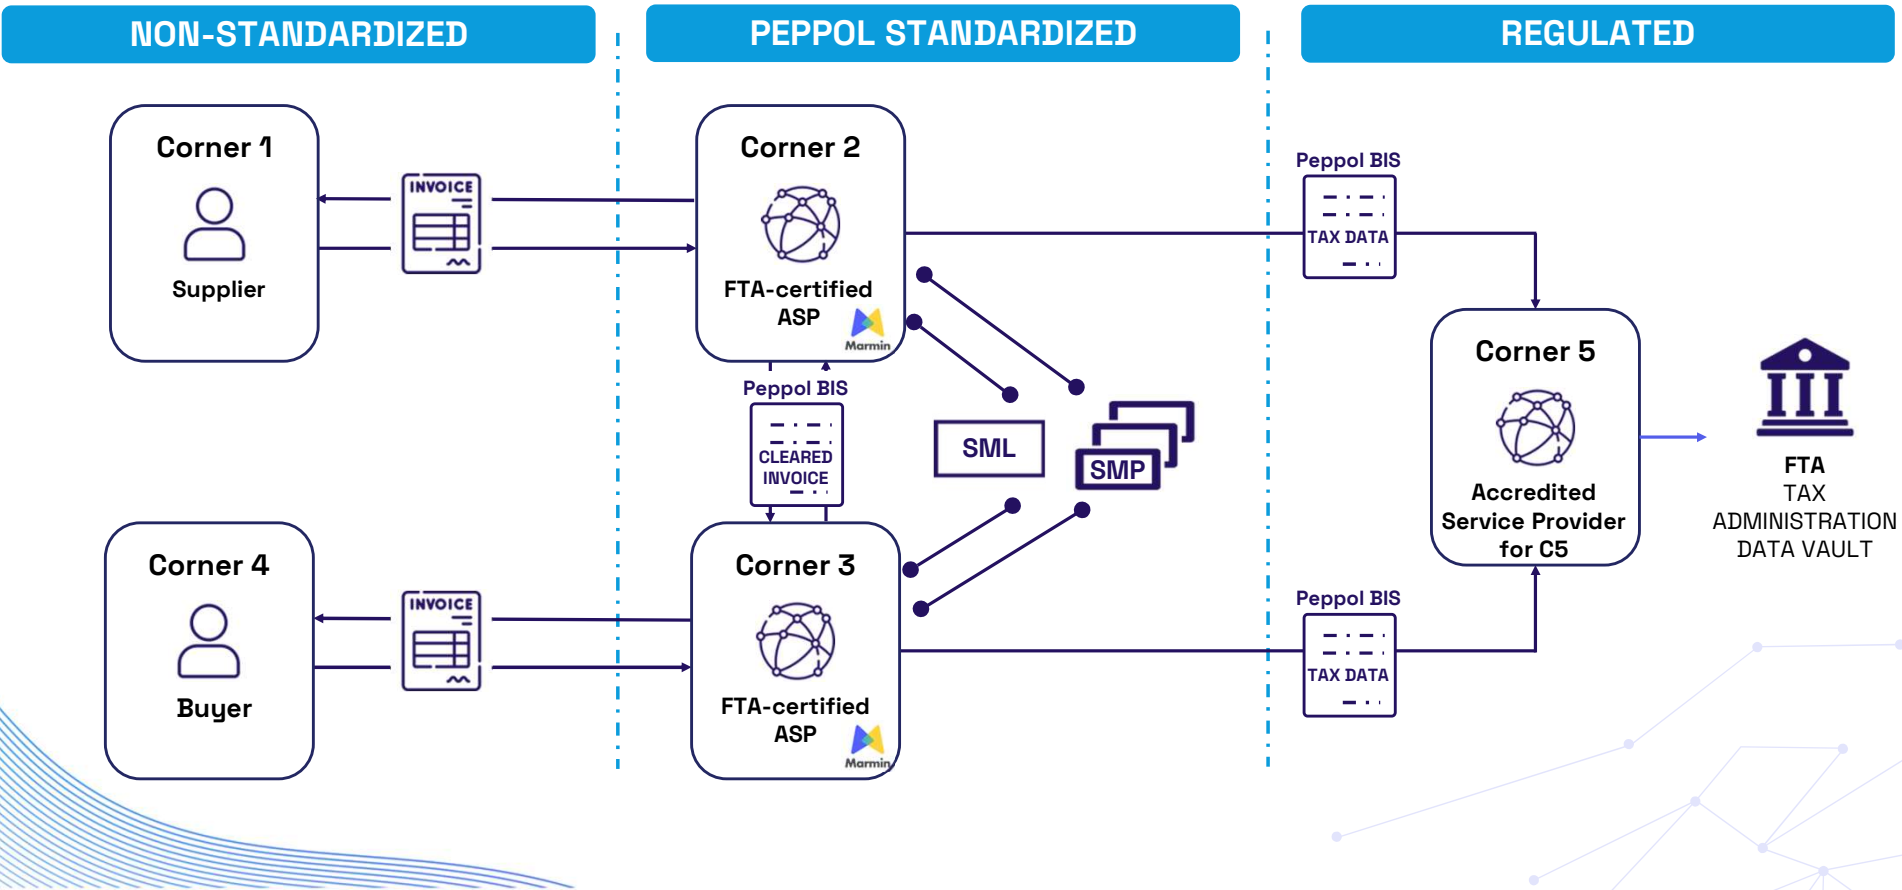 NON-STANDARDIZED
PEPPOL STANDARDIZED
REGULATED
Corner 1
Supplier
INVOICE
Corner 2
FTA-certified
ASP
Marmin
Peppol BIS
TAX DATA
Peppol BIS
CLEARED
INVOICE
SML
SMP
Corner 5
Accredited
Service Provider
for C5
FTA
TAX
ADMINISTRATION
DATA VAULT
Corner 4
Buyer
INVOICE
Corner 3
FTA-certified
ASP
Marmin
Peppol BIS
TAX DATA